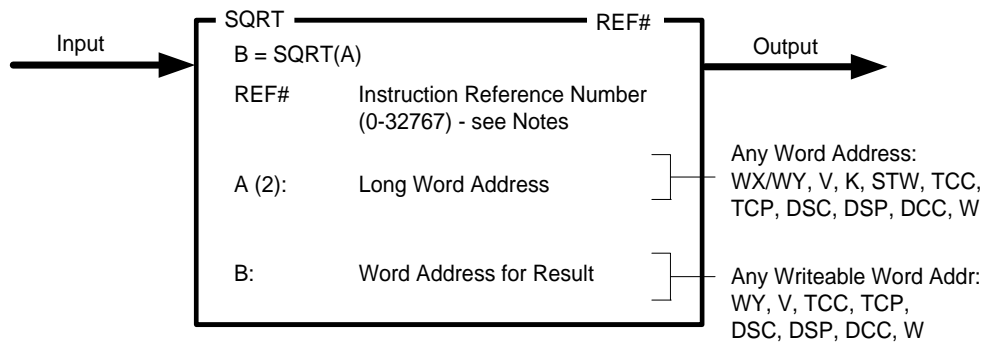 SQRT REF#
Input
B = SQRT(A)
Output
REF# Instruction Reference Number
(0-32767) - see Notes
A (2): Long Word Address
Any Word Address:
WX/WY, V, K, STW, TCC,
TCP, DSC, DSP, DCC, W
B: Word Address for Result
Any Writeable Word Addr:
WY, V, TCC, TCP,
DSC, DSP, DCC, W